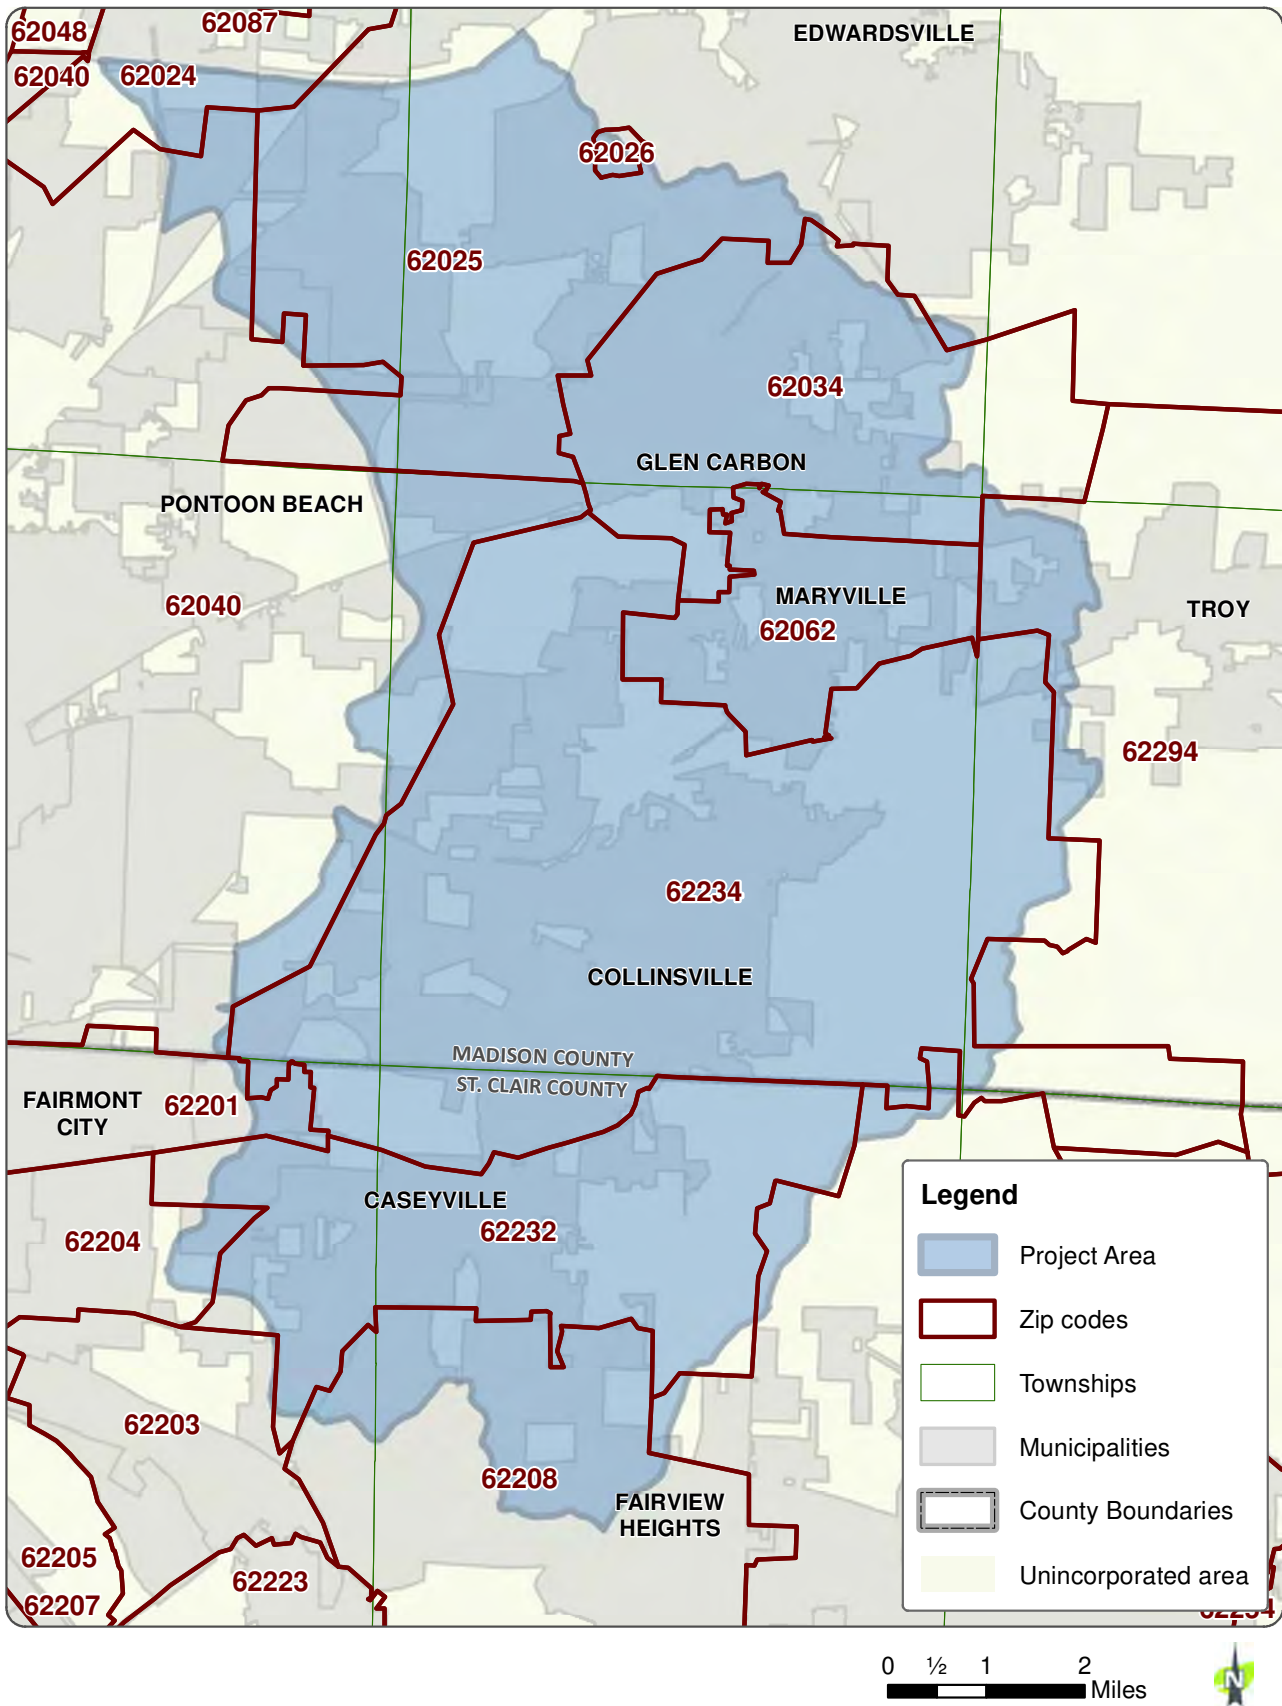 62048
62087
EDWARDSVILLE
62040
62024
62026
62025
62034
GLEN CARBON
PONTOON BEACH
62040
MARYVILLE
62062
TROY
62294
62234
COLLINSVILLE
MADISON COUNTY
ST. CLAIR COUNTY
FAIRMONT
CITY
62201
CASEYVILLE
62232
62204
62203
62208
FAIRVIEW
HEIGHTS
62205
62207
62223
Legend
Project Area
Zip codes
Townships
Municipalities
County Boundaries
Unincorporated area
0 ½ 1 2
Miles
N